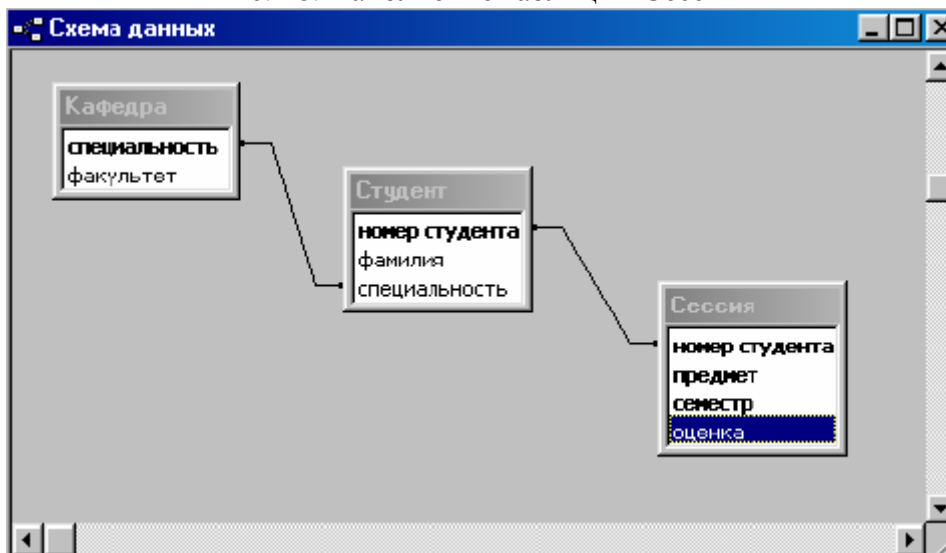 Схема данных
Кафедра
специальность
факультет
Студент
номер студента
фамилия
специальность
Сессия
номер студента
предмет
семестр
оценка